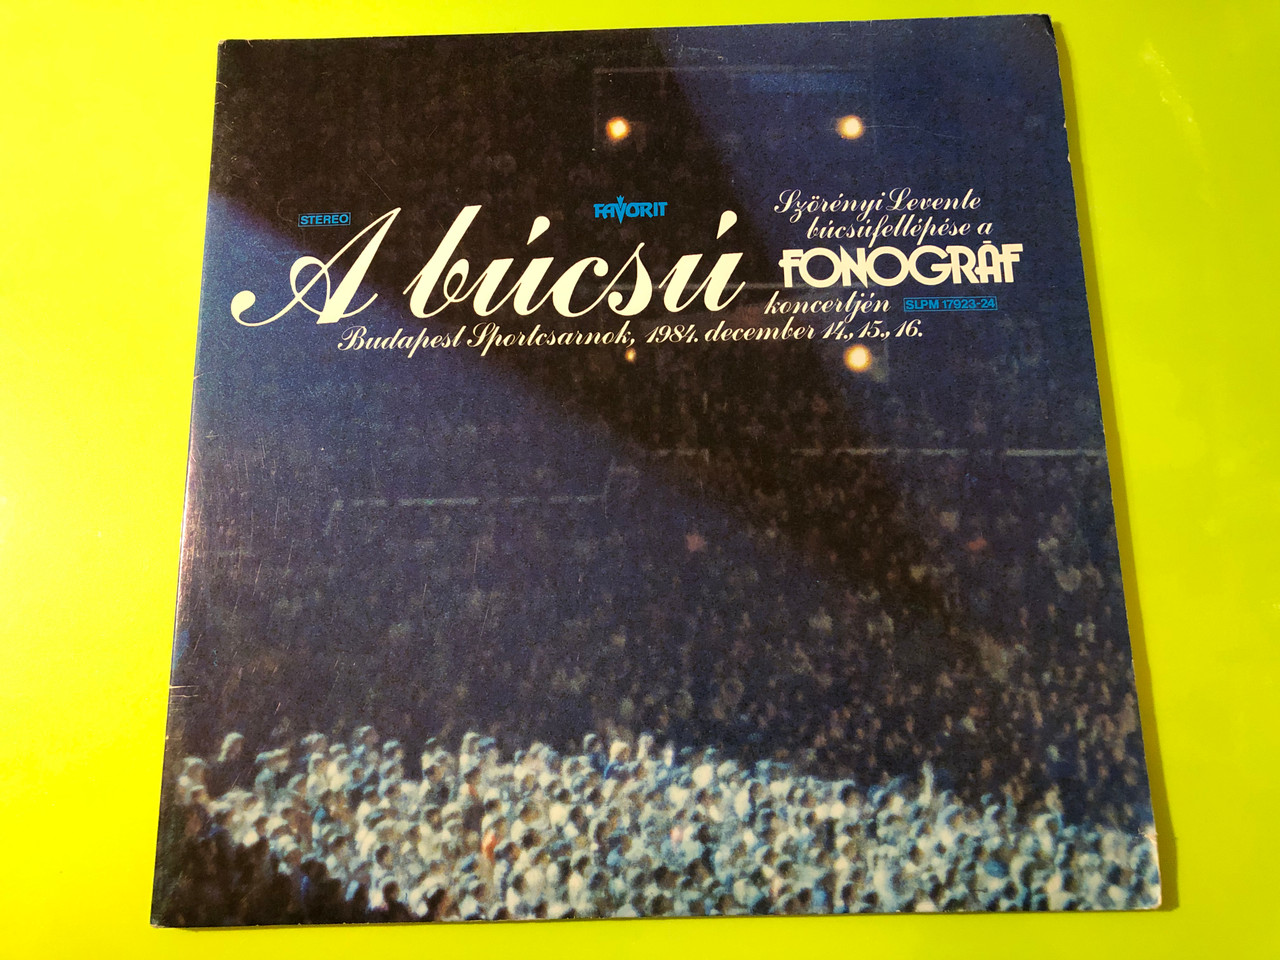 STEREO
FAVORIT
A búcsú
Szörényi Levente
búcsúfellépése a
FONOGRÁF
koncertjén
SLPM 17923-24
Budapest Sportcsarnok, 1984. december 14., 15., 16.